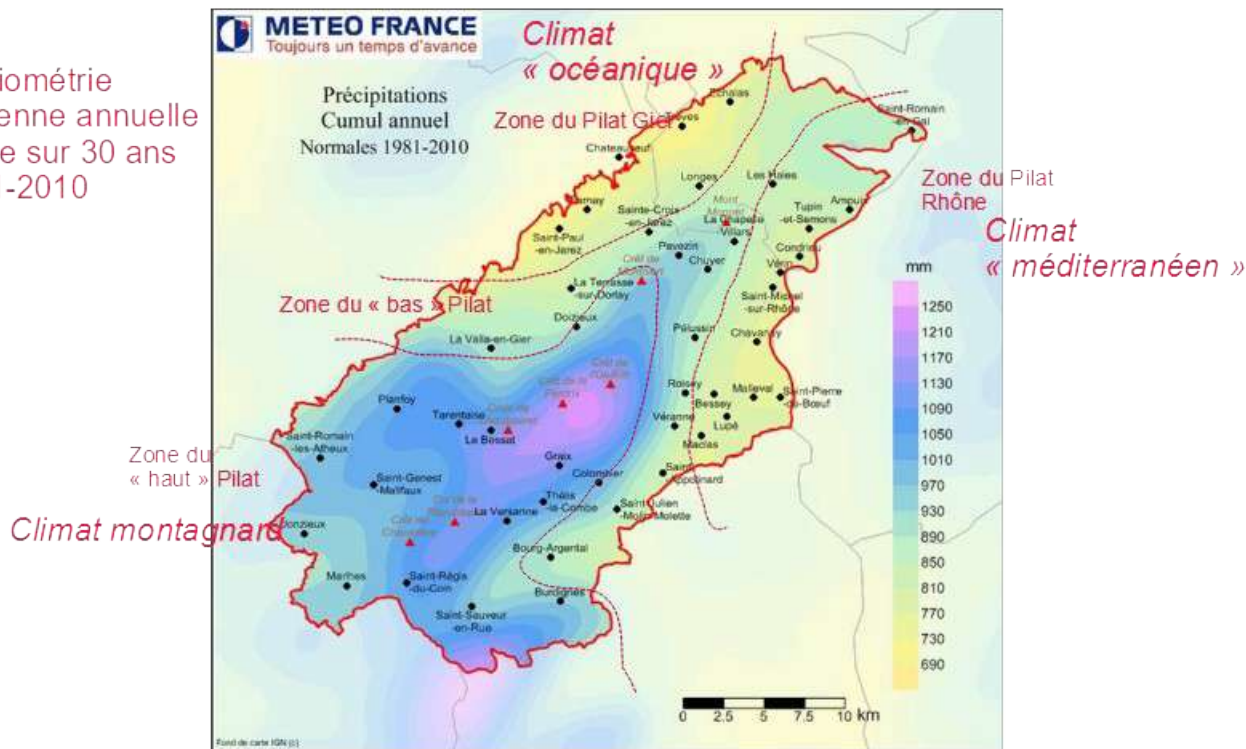 METEO FRANCE
Toujours un temps d'avance
Climat
« océanique »
iométrie
enne annuelle
e sur 30 ans
-2010
Précipitations
Cumul annuel
Normales 1981-2010
Zone du Pilat Gier
Echalas
Saint-Romain
-en-Gal
Chateauneuf
Longes
Les Haies
Zone du Pilat
Rhône
Climat
« méditerranéen »
Sainte-Croix
-en-Jarez
Tupin
-et-Semons
Ampuis
Saint-Paul
-en-Jarez
La Chapelle
Villars
Condrieu
Pavezin
Chuyer
Vérin
mm
La Terrasse
-sur-Dorlay
Saint-Michel
-sur-Rhône
Zone du « bas » Pilat
Doizieux
La Valla-en-Gier
Pélussin
Chavanay
1250
1210
1170
1130
1090
1050
1010
970
930
890
850
810
770
730
690
Planfoy
Tarentaise
Le Bessat
Roisey
Bessey
Malleval
Saint-Pierre
-de-Bœuf
Véranne
Lupé
Maclas
Saint-Romain
-les-Atheux
Zone du
« haut » Pilat
Saint-Genest
-Malifaux
Graix
Colombier
Thélis
-la-Combe
La Versanne
Saint-Julien
-Molin-Molette
Climat montagnard
Jonzieux
Bourg-Argental
Marlhes
Saint-Régis
-du-Coin
Burdignes
Saint-Sauveur
-en-Rue
0 2.5 5 7.5 10 km
Fond de carte IGN (c)